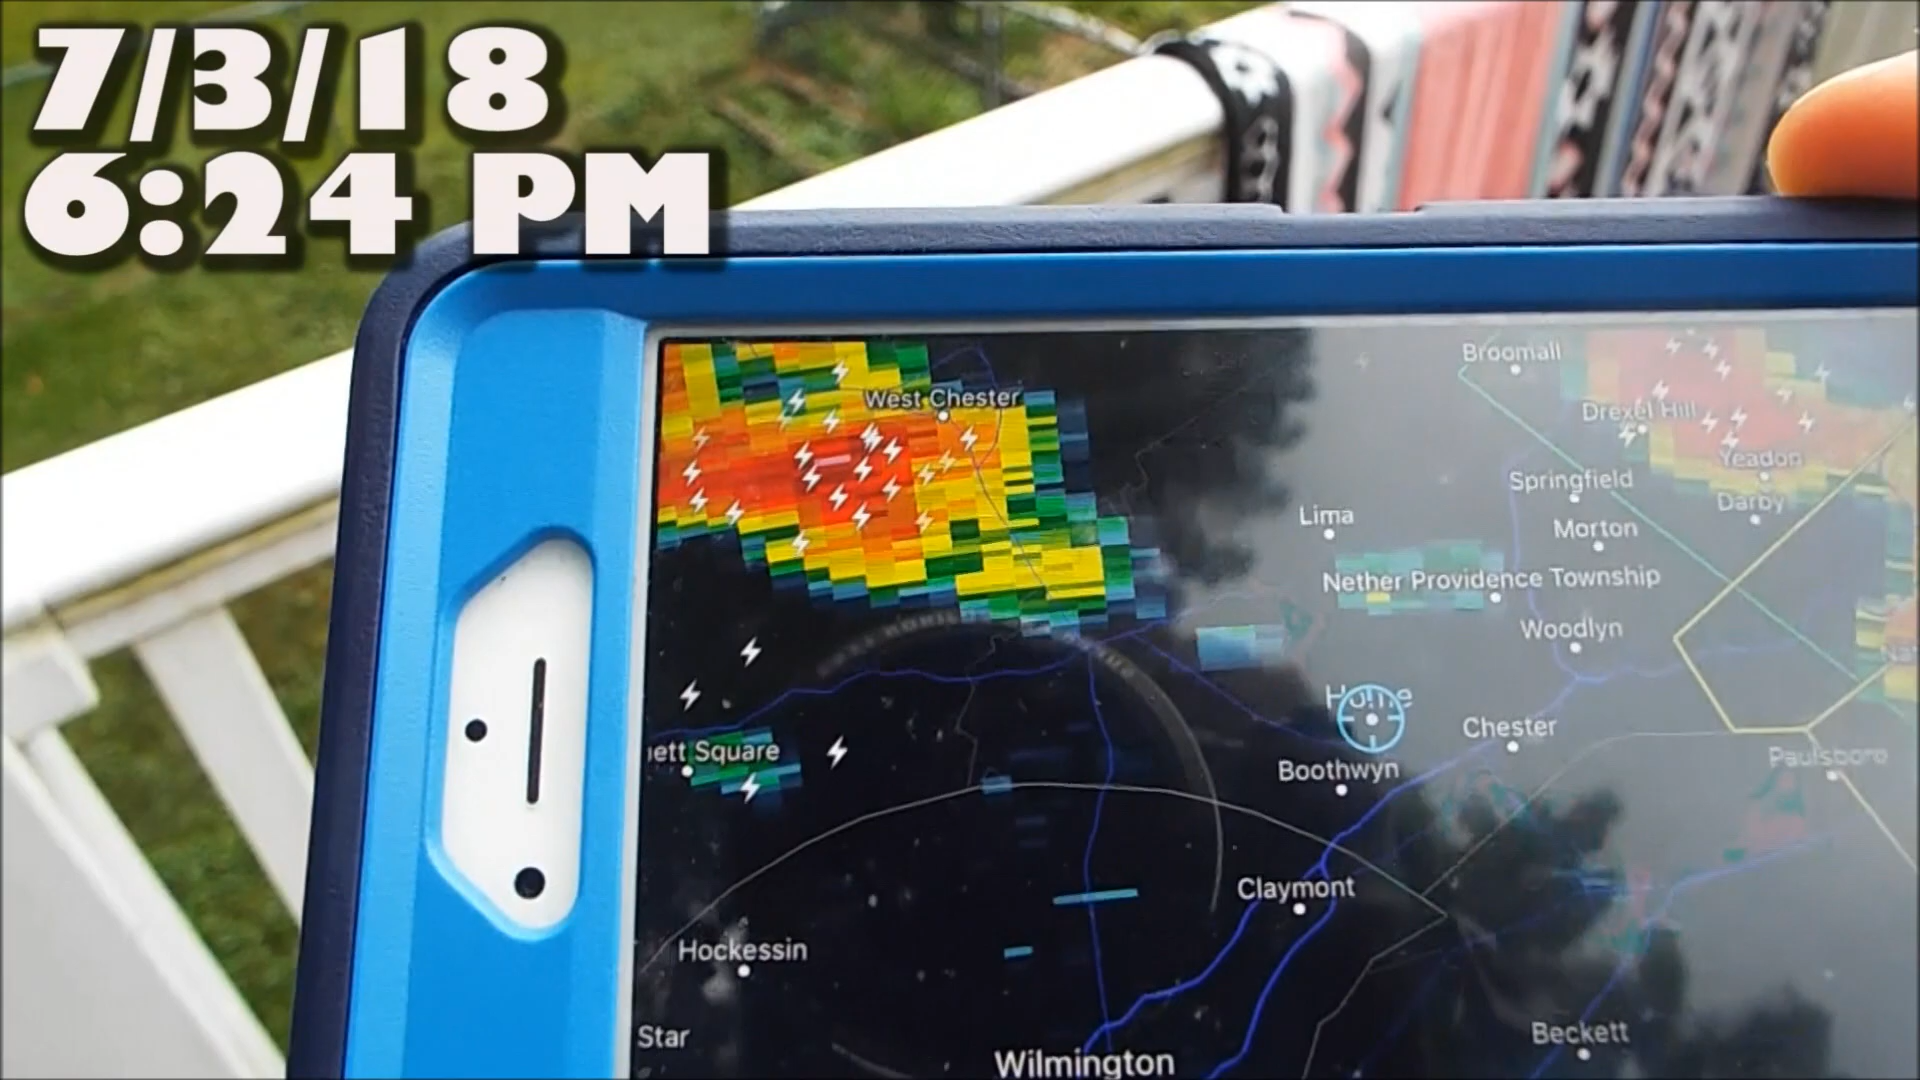 7/3/18
6:24 PM
Broomall
West Chester
Drexel Hill
Yeadon
Springfield
Darby
Lima
Morton
Nether Providence Township
Woodlyn
Home
Chester
ett Square
Paulsboro
Boothwyn
Claymont
Hockessin
Star
Beckett
Wilmington